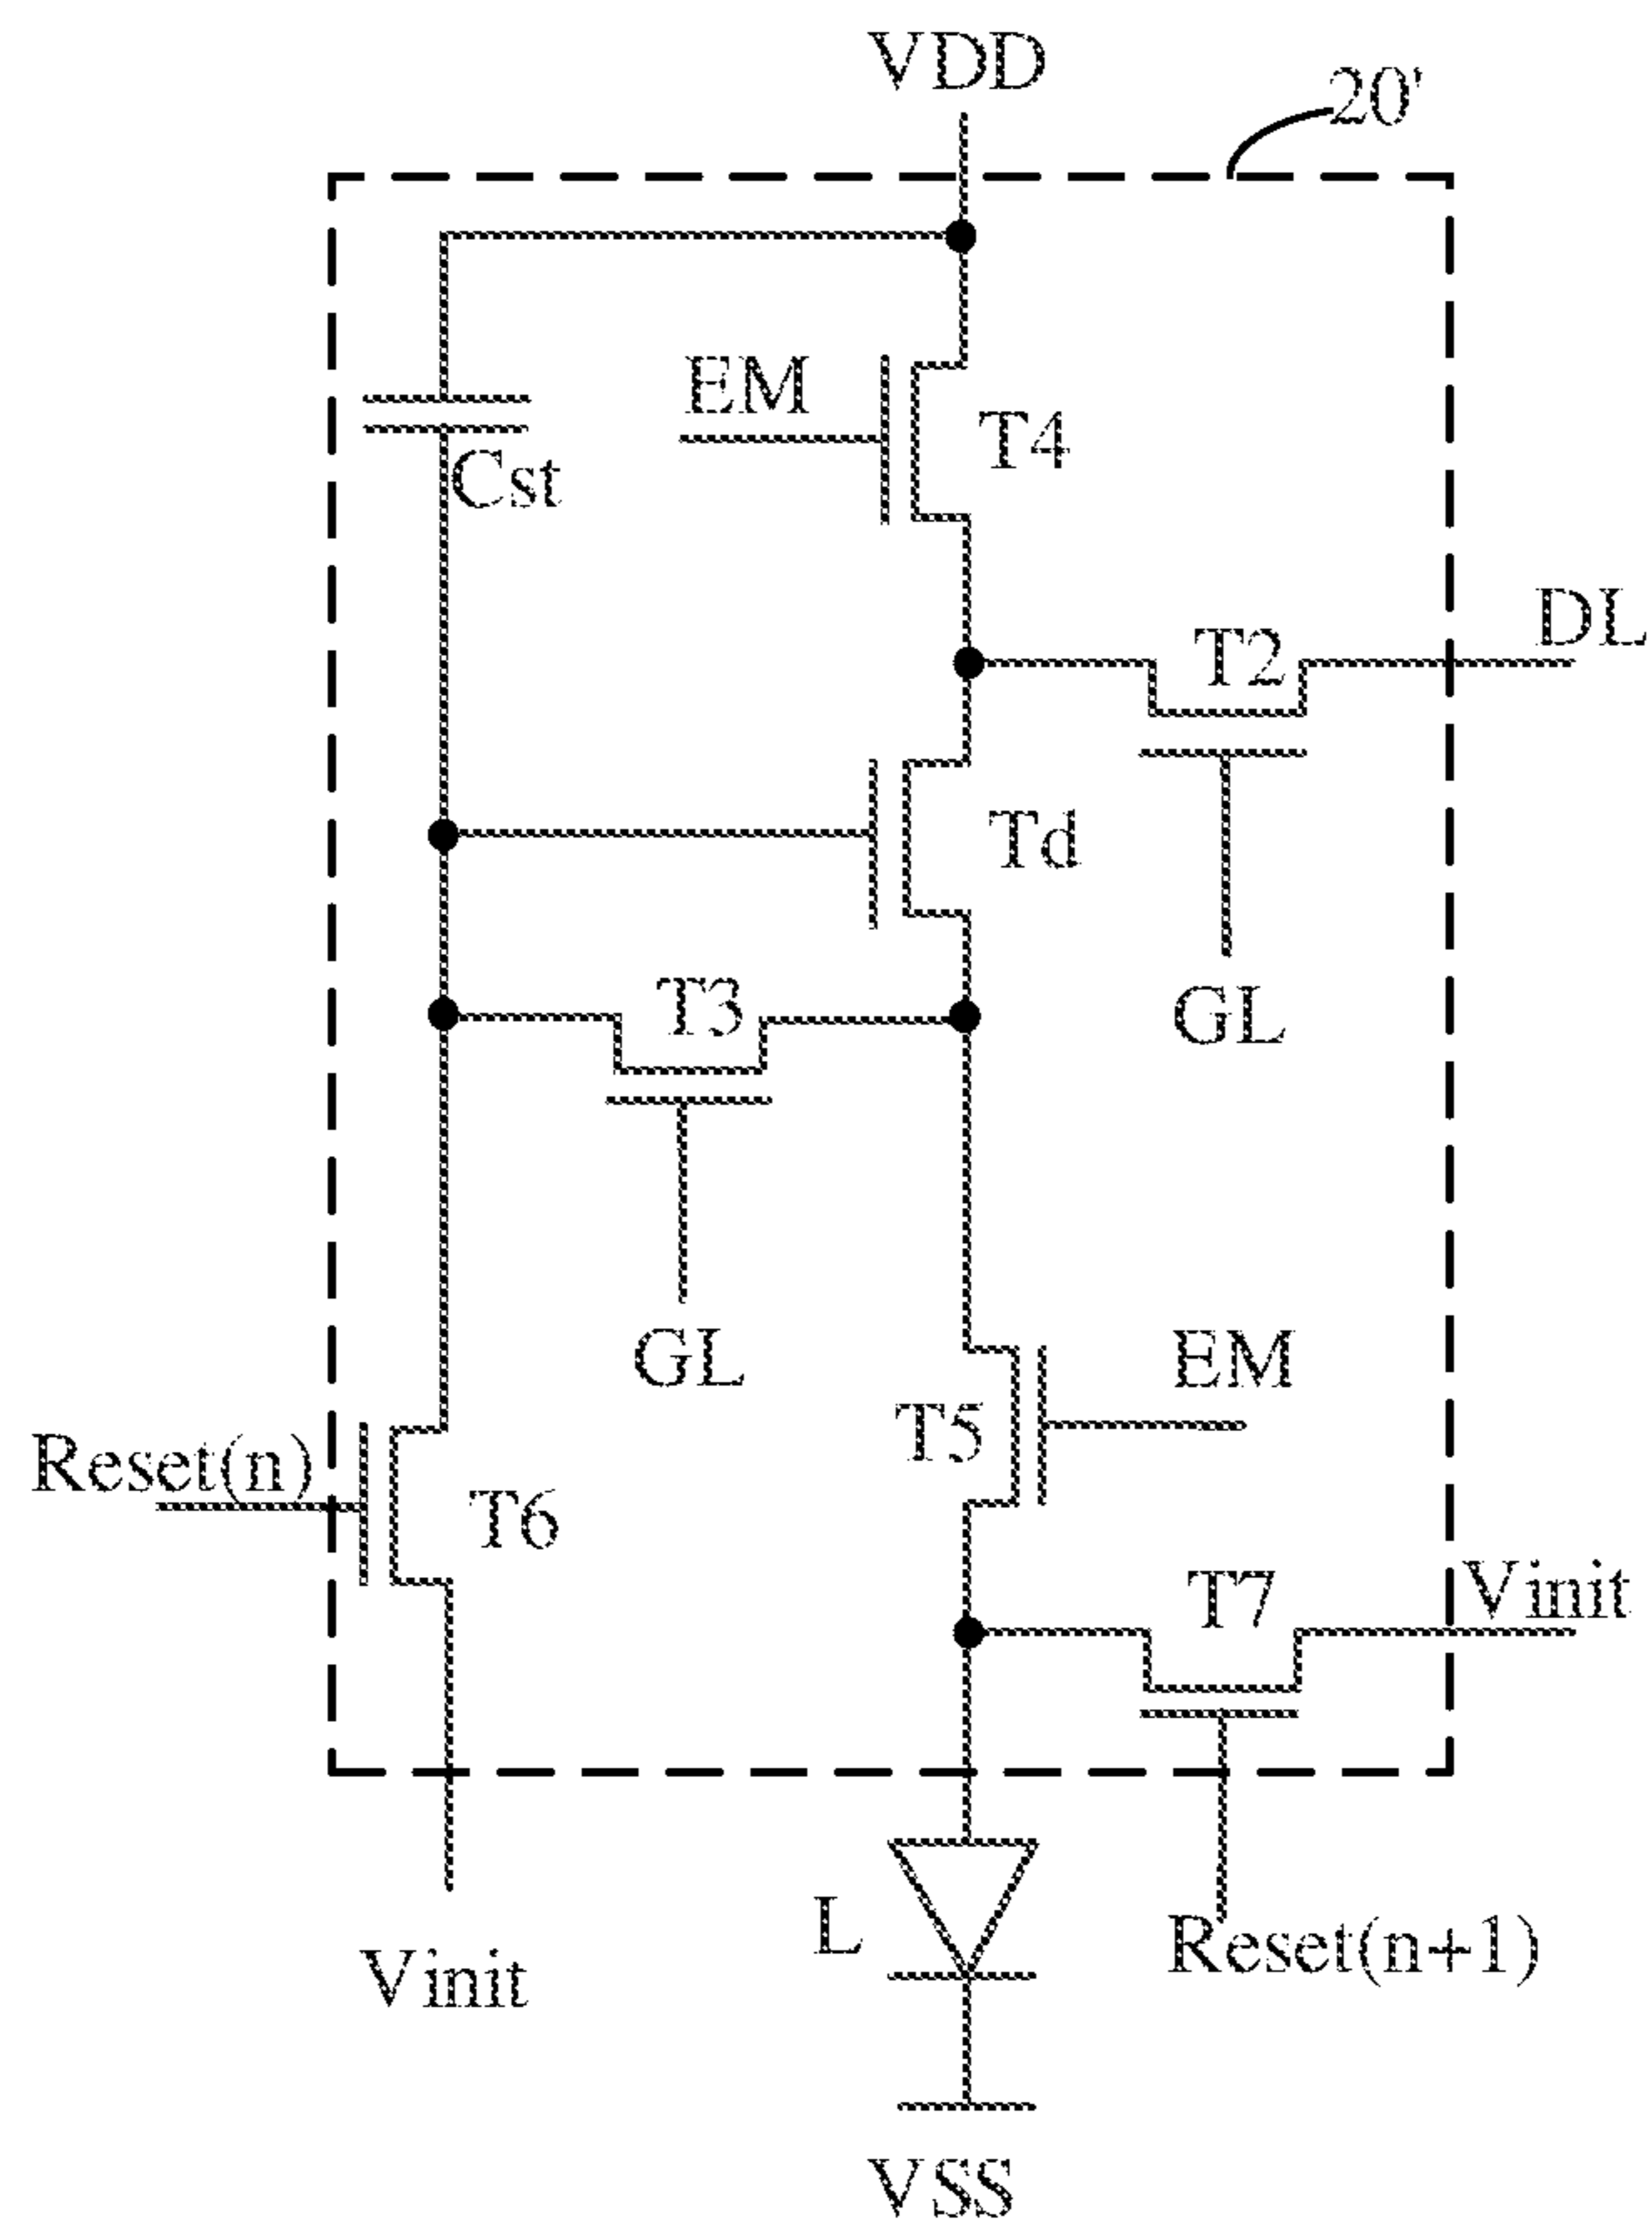 VDD
20'
EM
T4
Cst
DL
T2
Td
T3
GL
GL
EM
T5
Reset(n)
T6
T7
Vinit
L
Reset(n+1)
Vinit
VSS